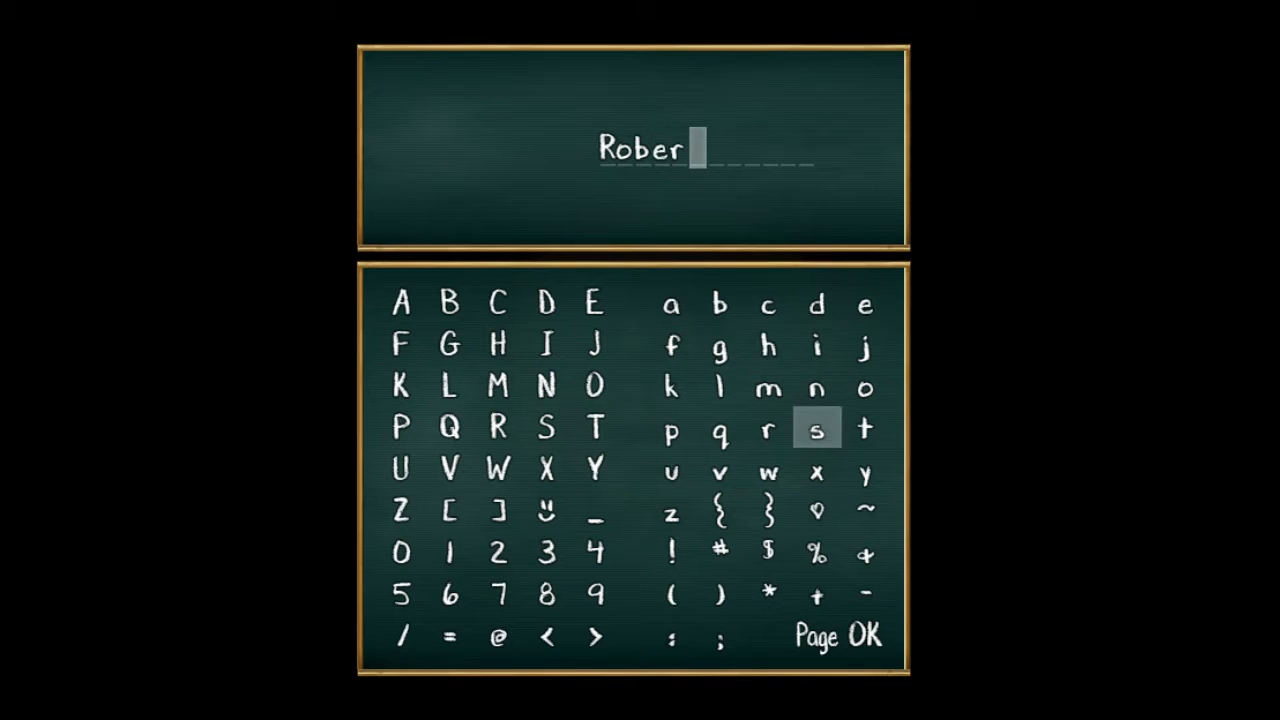 Rober
A B C D E a b c d e
F G H I J f g h i j
K L M N O k l m n o
P Q R S T p q r s t
U V W X Y u v w x y
Z [ ] _ z { } ♡ ~
0 1 2 3 4 ! # $ % &
5 6 7 8 9 ( ) * + -
/ = @ < > : ; Page OK